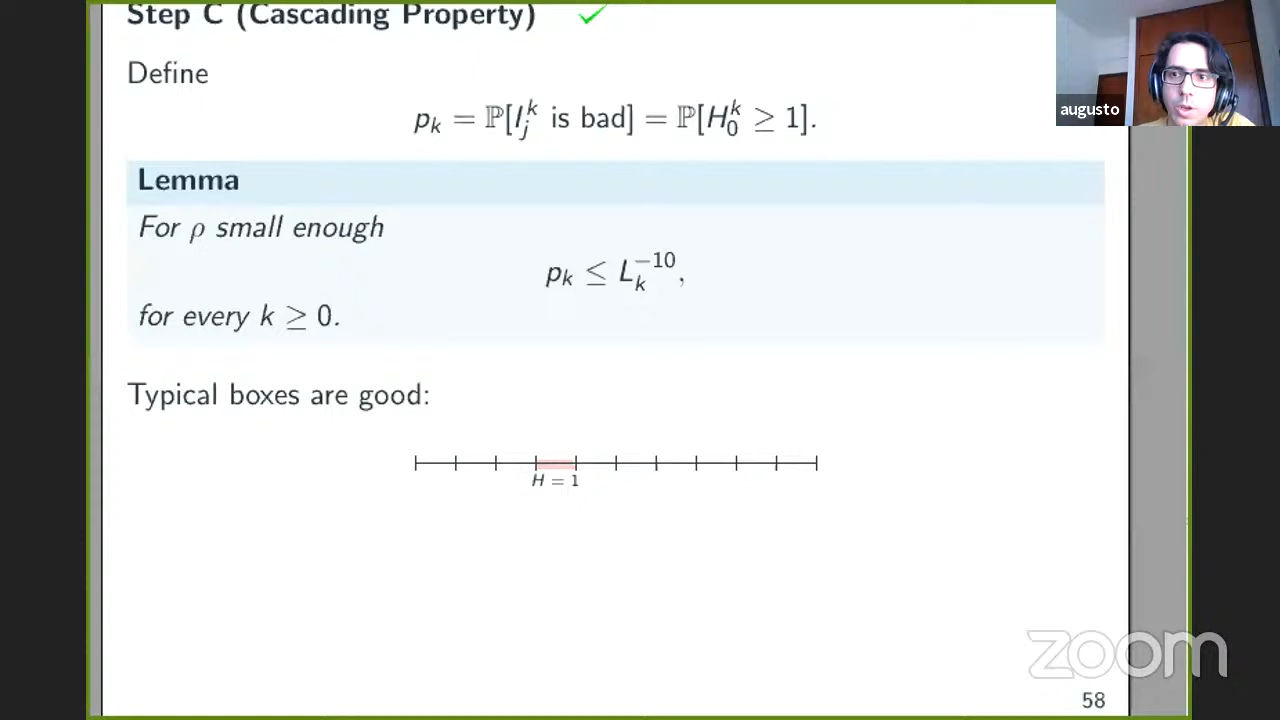 Step C (Cascading Property) ✓
augusto
Define
p_k = ℙ[I_j^k is bad] = ℙ[H_0^k ≥ 1].
Lemma
For ρ small enough
p_k ≤ L_k^{-10},
for every k ≥ 0.
Typical boxes are good:
H = 1
zoom
58